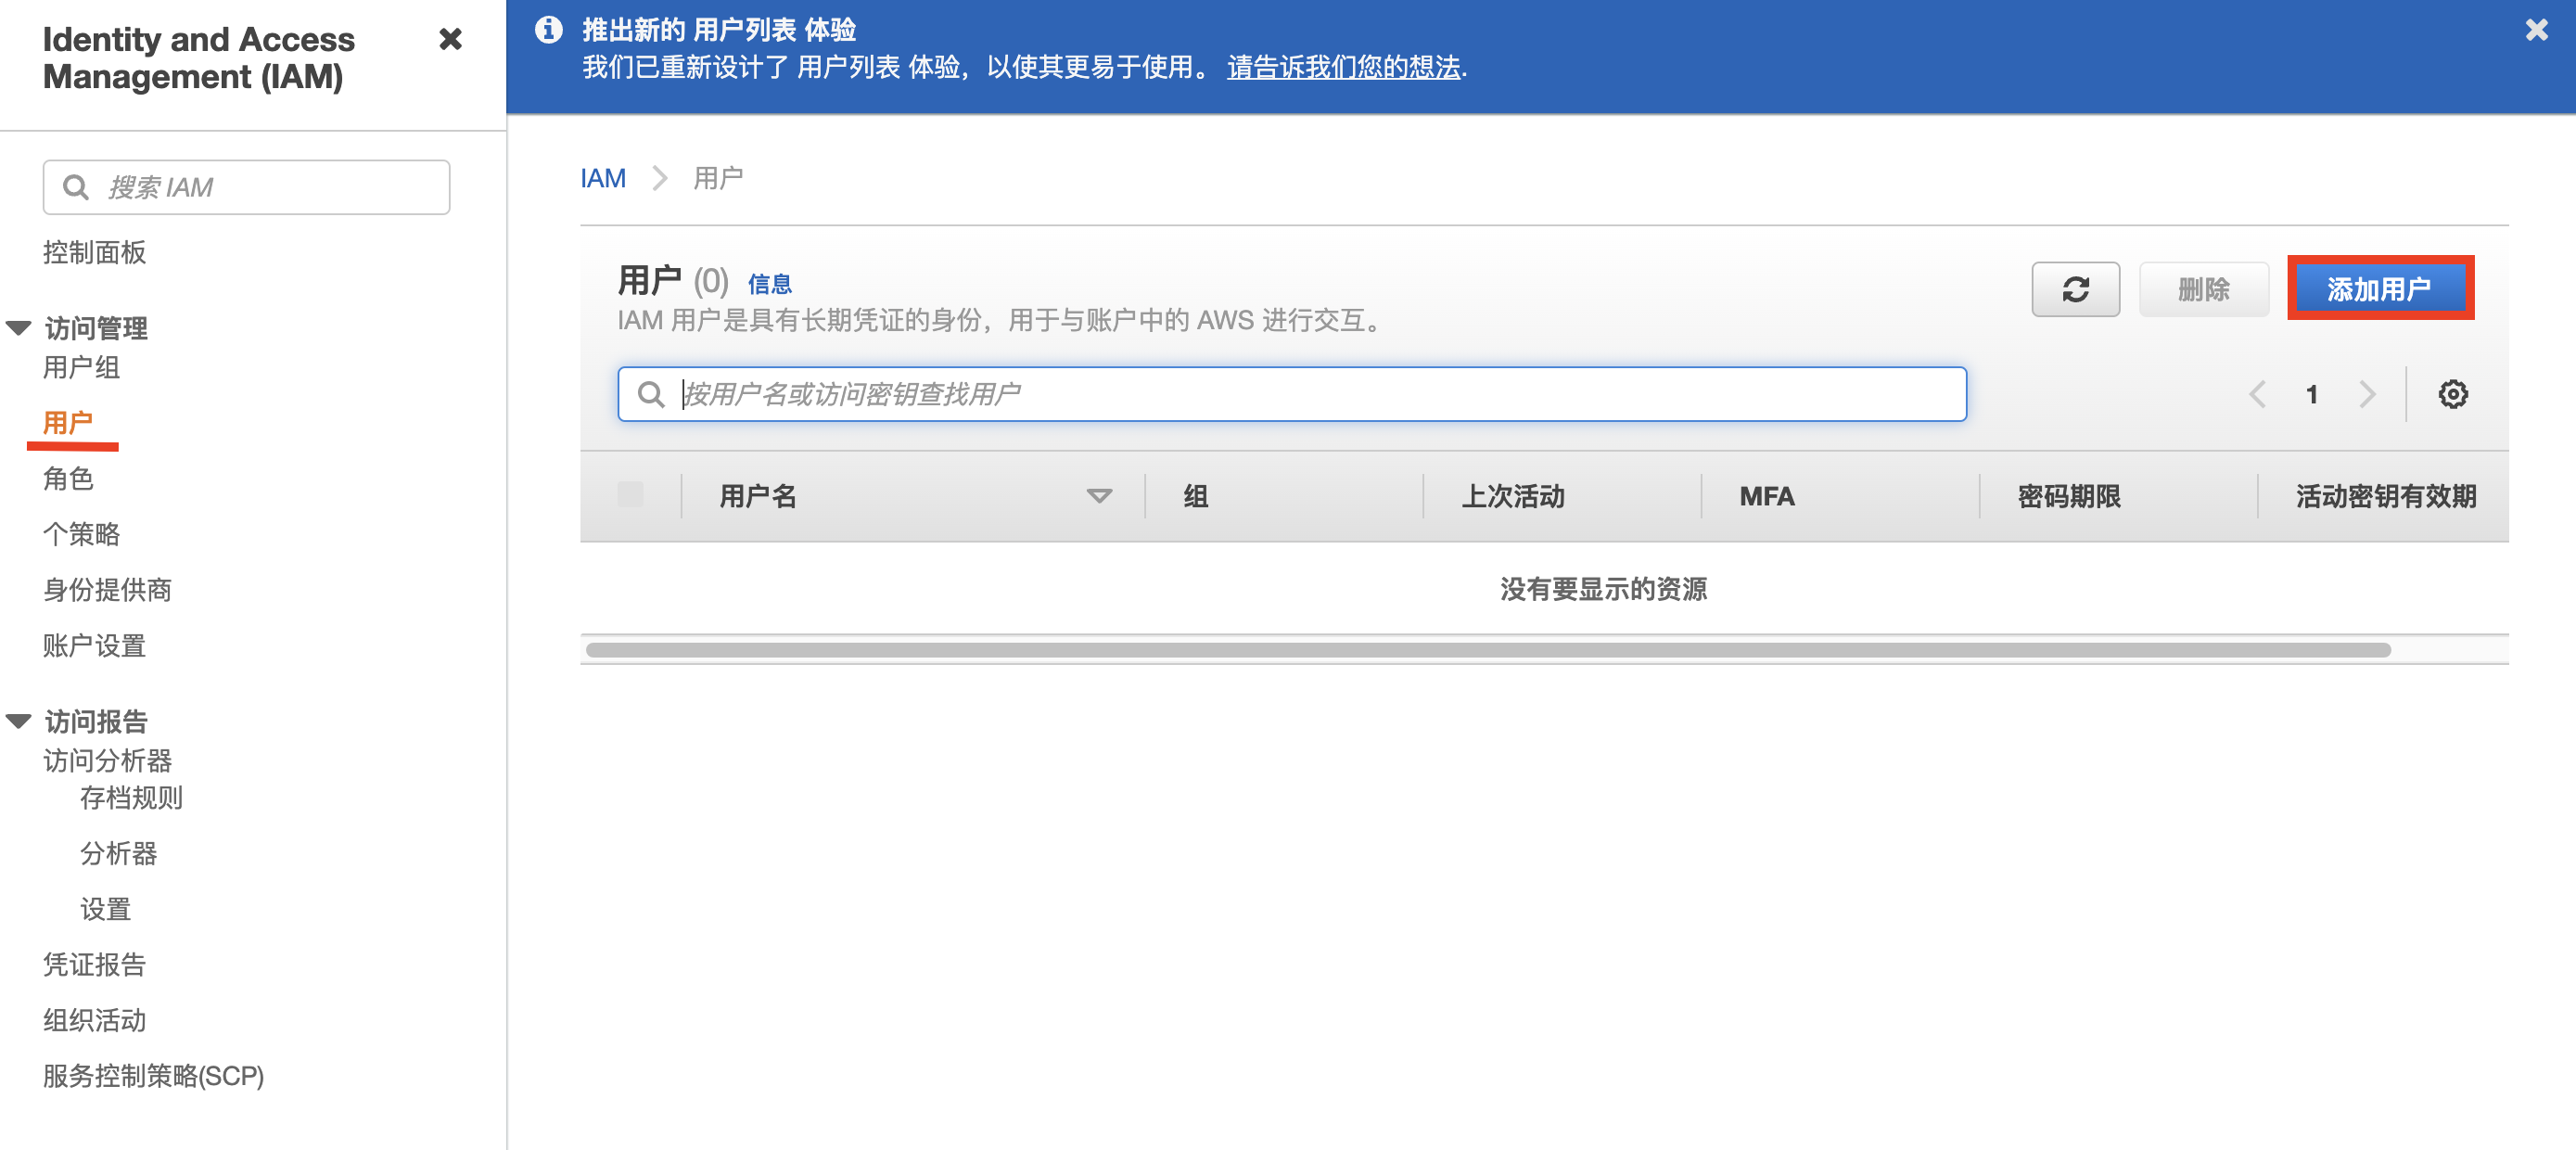 Identity and Access
Management (IAM)
搜索 IAM
控制面板
访问管理
用户组
用户
角色
个策略
身份提供商
账户设置
访问报告
访问分析器
存档规则
分析器
设置
凭证报告
组织活动
服务控制策略(SCP)
推出新的 用户列表 体验
我们已重新设计了 用户列表 体验，以使其更易于使用。 请告诉我们您的想法.
IAM 用户
用户 (0) 信息
IAM 用户是具有长期凭证的身份，用于与账户中的 AWS 进行交互。
删除 添加用户
按用户名或访问密钥查找用户
1
用户名 组 上次活动 MFA 密码期限 活动密钥有效期
没有要显示的资源